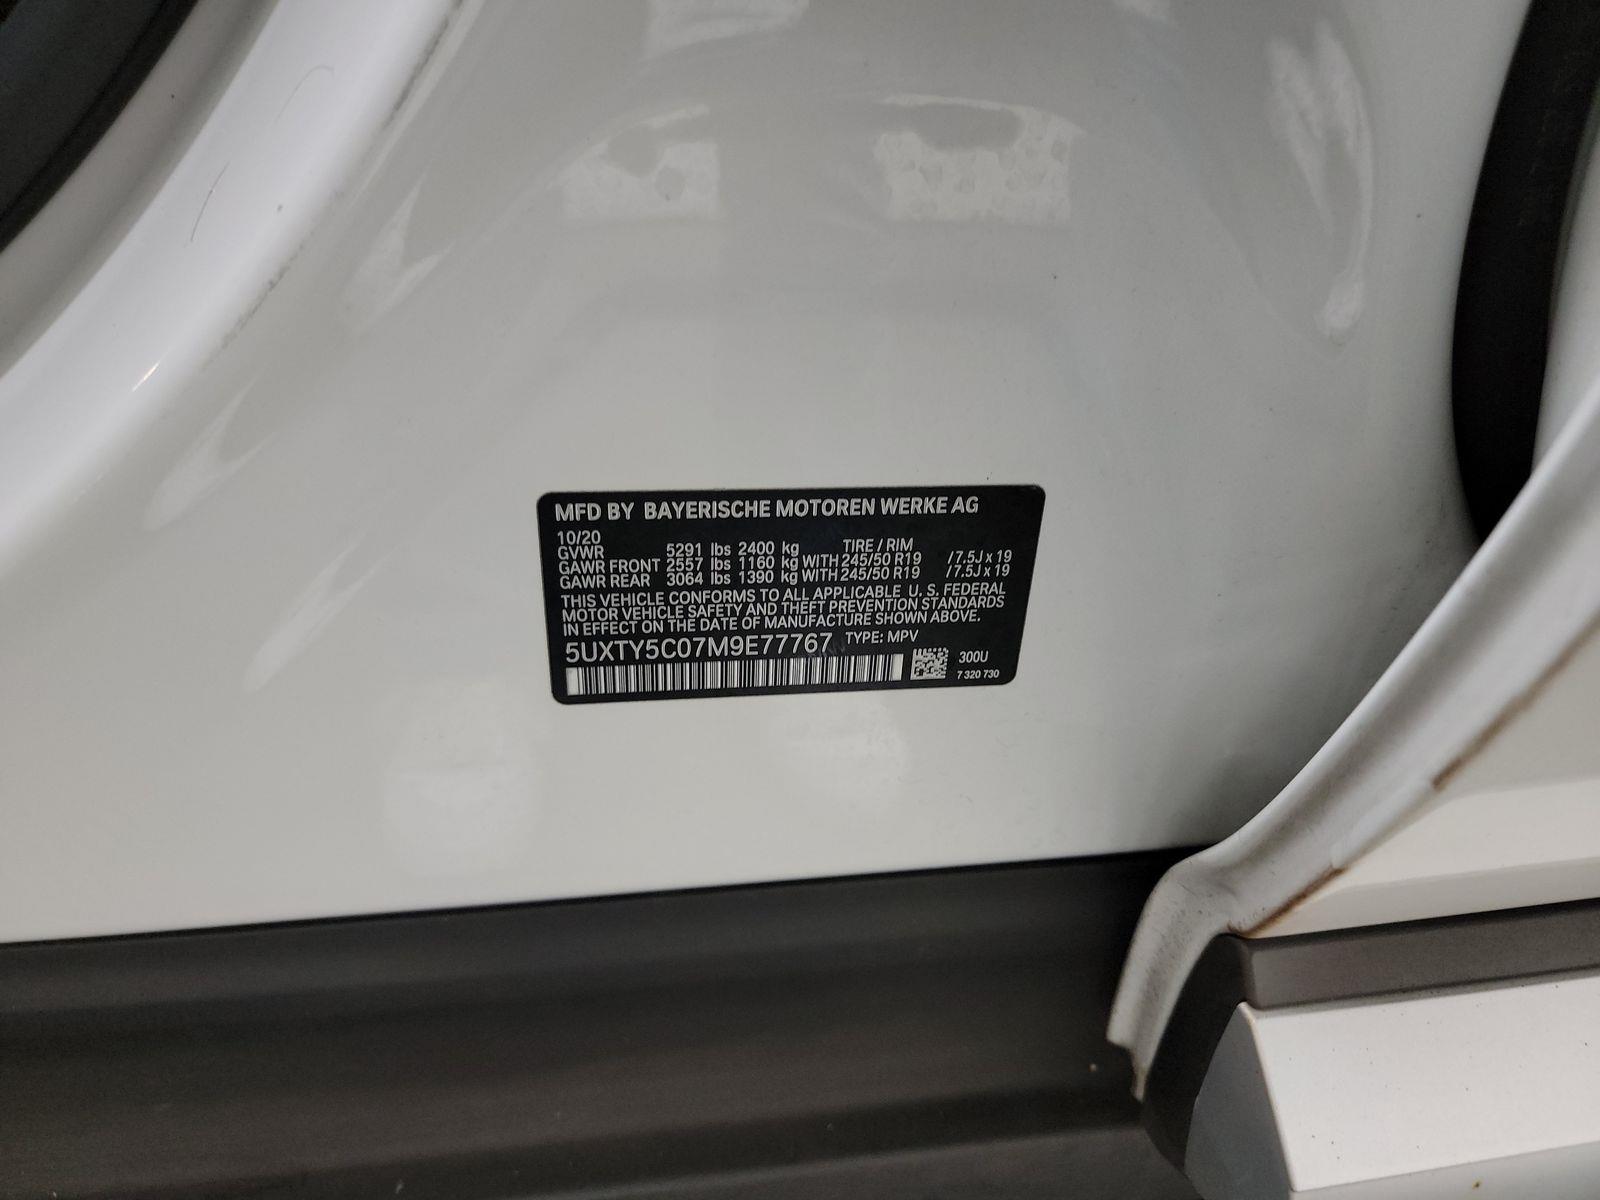 MFD BY BAYERISCHE MOTOREN WERKE AG
10/20
GVWR 5291 lbs 2400 kg TIRE / RIM
GAWR FRONT 2557 lbs 1160 kg WITH 245/50 R19 /7.5J x 19
GAWR REAR 3064 lbs 1390 kg WITH 245/50 R19 /7.5J x 19
THIS VEHICLE CONFORMS TO ALL APPLICABLE U. S. FEDERAL
MOTOR VEHICLE SAFETY AND THEFT PREVENTION STANDARDS
IN EFFECT ON THE DATE OF MANUFACTURE SHOWN ABOVE.
5UXTY5C07M9E77767 TYPE: MPV
300U
7 320 730